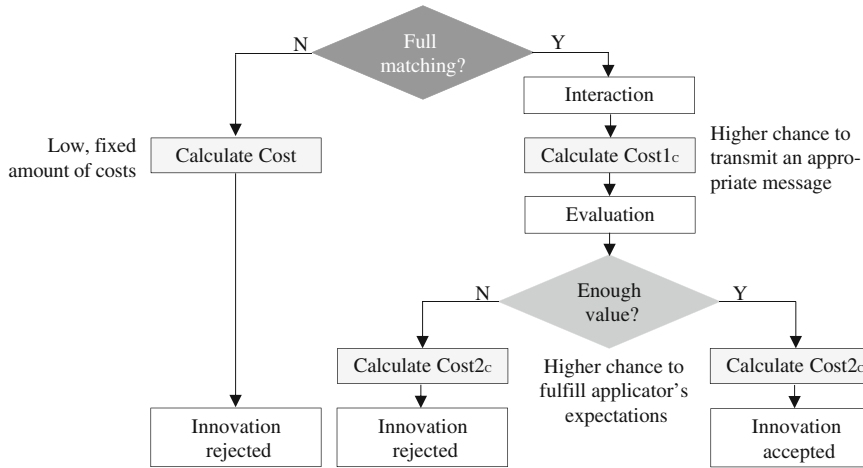 N
Full
matching?
Y
Interaction
Low, fixed
amount of costs
Calculate Cost
Calculate Cost1c
Higher chance to
transmit an appro-
priate message
Evaluation
N
Enough
value?
Y
Calculate Cost2c
Higher chance to
fulfill applicator's
expectations
Calculate Cost2c
Innovation
rejected
Innovation
rejected
Innovation
accepted